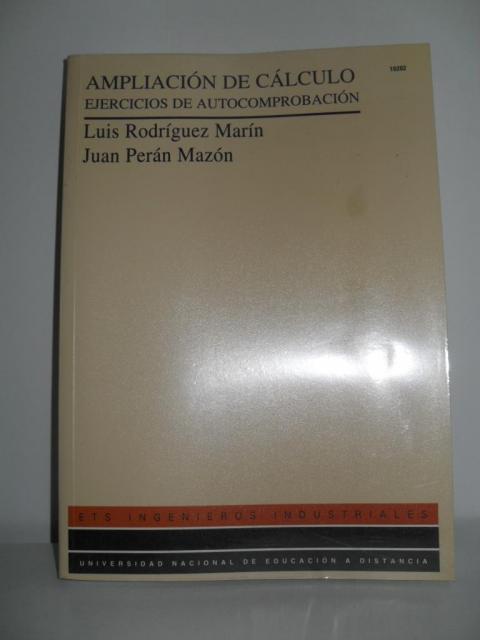 AMPLIACIÓN DE CÁLCULO
10202
EJERCICIOS DE AUTOCOMPROBACIÓN
Luis Rodríguez Marín
Juan Perán Mazón
ETS INGENIEROS INDUSTRIALES
UNIVERSIDAD NACIONAL DE EDUCACIÓN A DISTANCIA